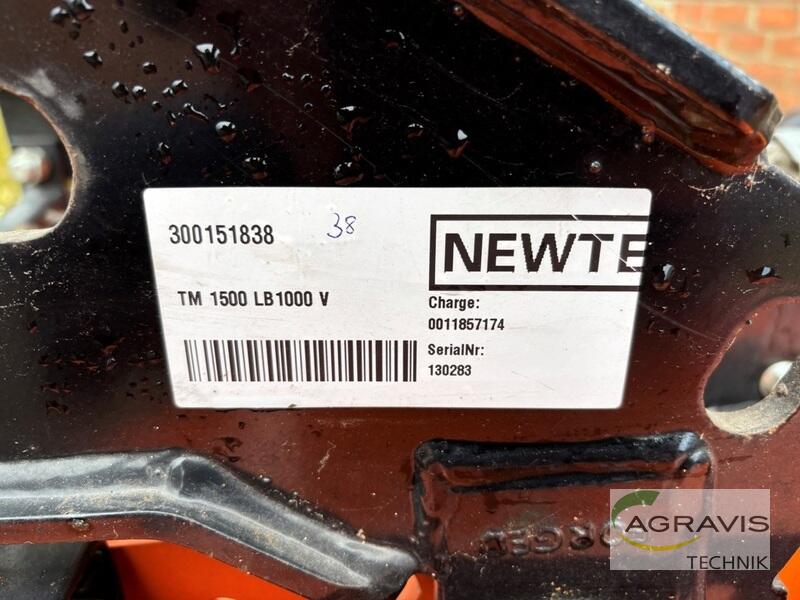 300151838
38
NEWTE
TM 1500 LB1000 V
Charge:
0011857174
SerialNr:
130283
AGRAVIS
TECHNIK